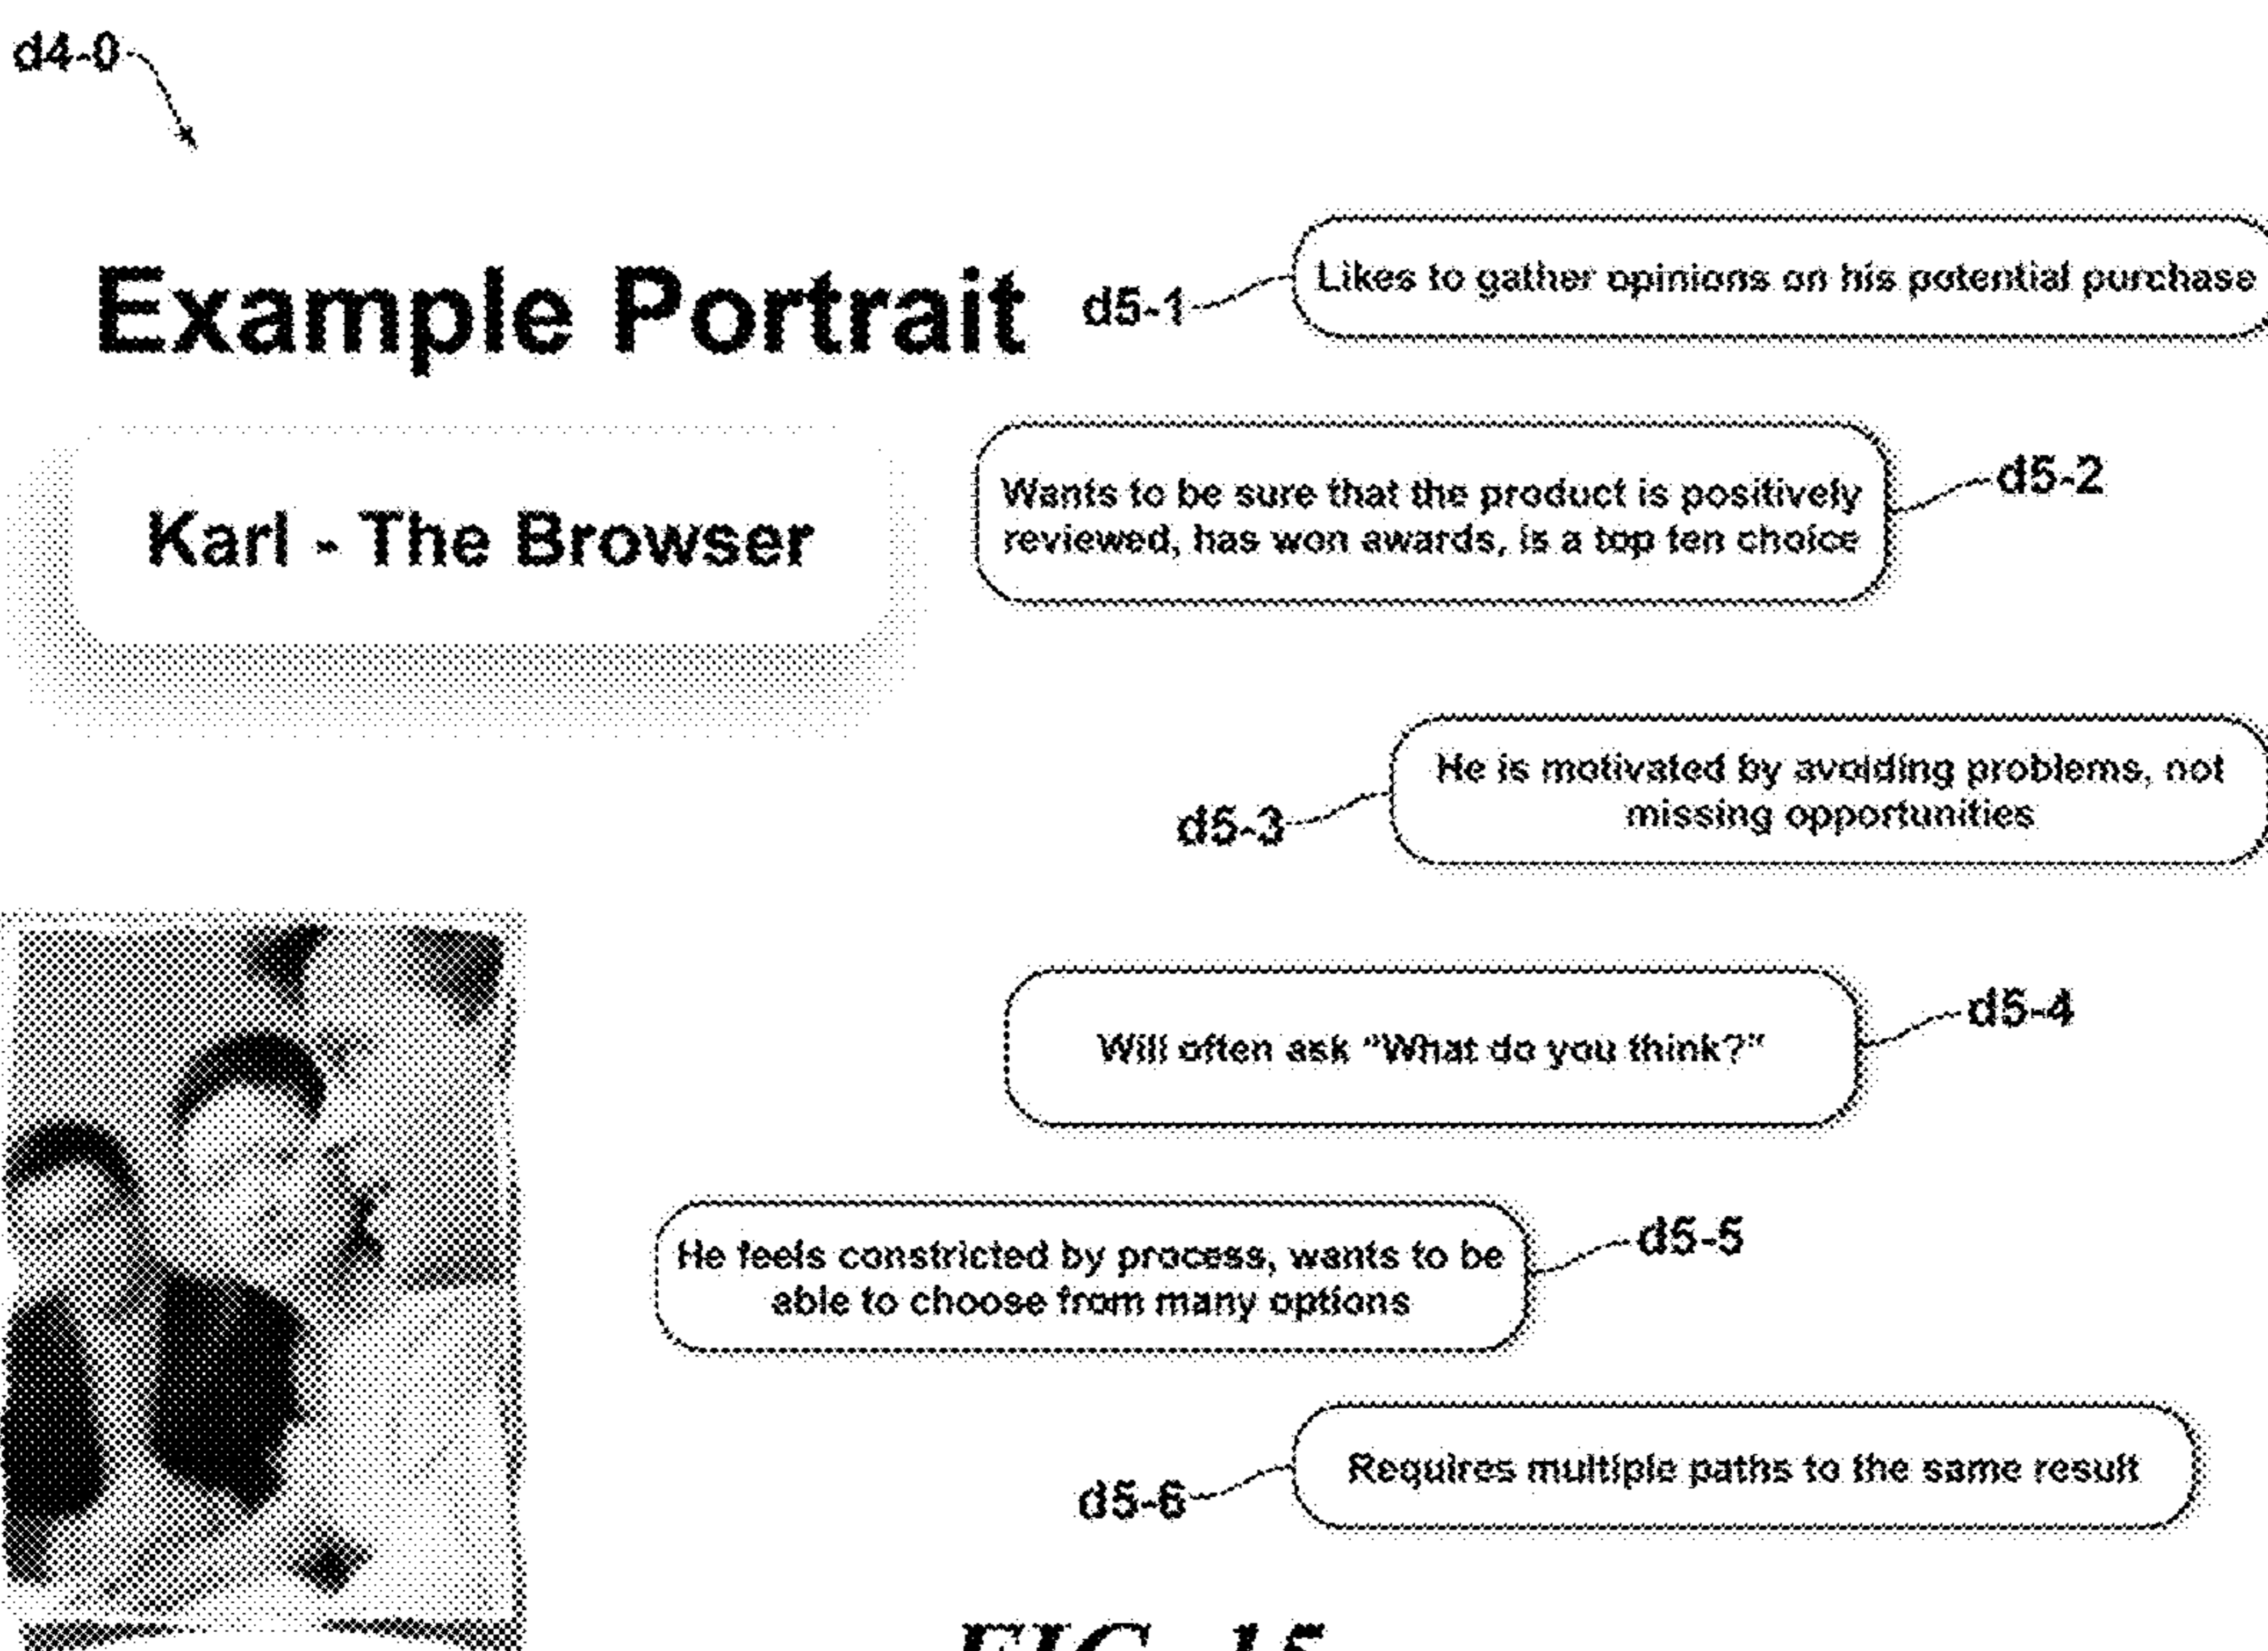 d4-0
Example Portrait
d5-1
Likes to gather opinions on his potential purchase
Karl - The Browser
Wants to be sure that the product is positively
reviewed, has won awards, is a top ten choice
d5-2
He is motivated by avoiding problems, not
missing opportunities
d5-3
Will often ask “What do you think?”
d5-4
He feels constricted by process, wants to be
able to choose from many options
d5-5
Requires multiple paths to the same result
d5-6
FIG. 15